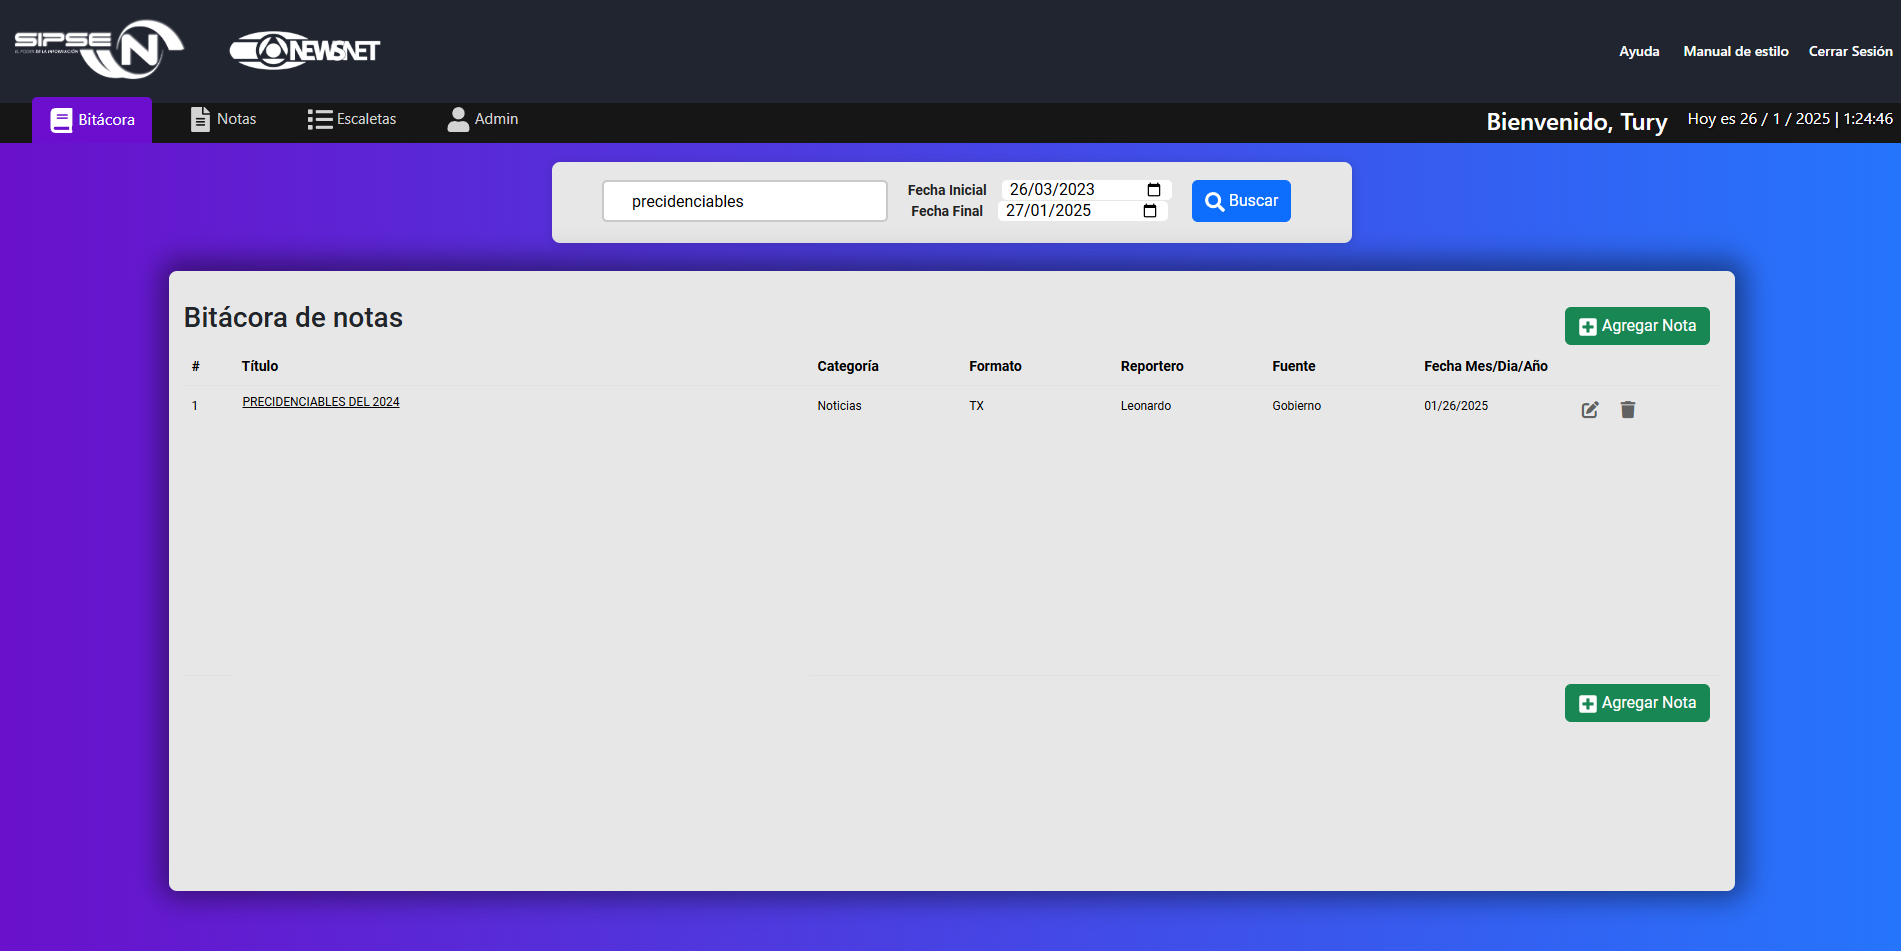 SIPSE N
EL PODER DE LA INFORMACIÓN
NEWSNET
Ayuda Manual de estilo Cerrar Sesión
Bitácora Notas Escaletas Admin Bienvenido, Tury Hoy es 26 / 1 / 2025 | 1:24:46
precidenciables
Fecha Inicial 26/03/2023
Fecha Final 27/01/2025
Buscar
Bitácora de notas
Agregar Nota
# Título Categoría Formato Reportero Fuente Fecha Mes/Dia/Año
1 PRECIDENCIABLES DEL 2024 Noticias TX Leonardo Gobierno 01/26/2025
Agregar Nota